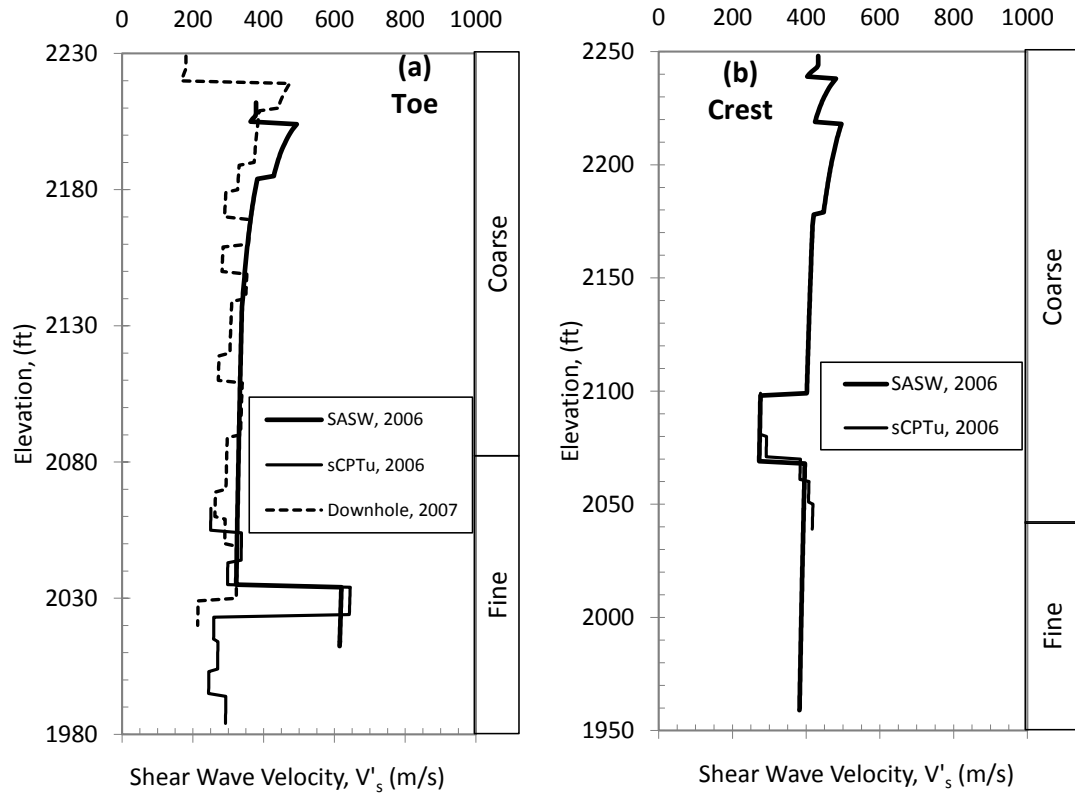 0 200 400 600 800 1000
2230
2180
2130
2080
2030
1980
Elevation, (ft)
(a)
Toe
SASW, 2006
sCPTu, 2006
Downhole, 2007
Coarse
Fine
Shear Wave Velocity, V's (m/s)
0 200 400 600 800 1000
2250
2200
2150
2100
2050
2000
1950
Elevation, (ft)
(b)
Crest
SASW, 2006
sCPTu, 2006
Coarse
Fine
Shear Wave Velocity, V's (m/s)